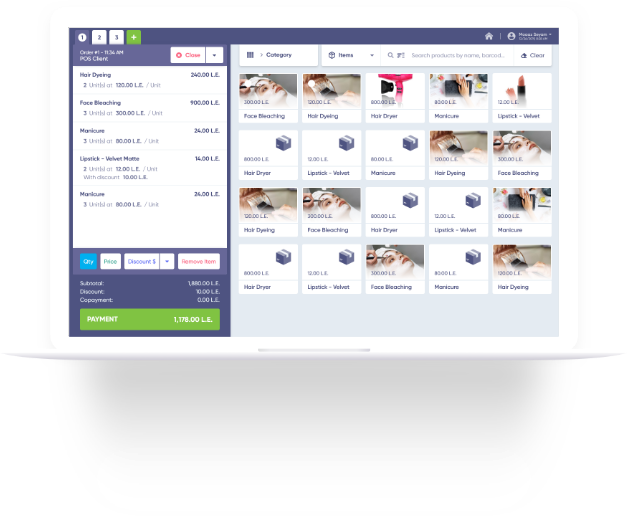 1 2 3 +
Order #1 - 11:34 AM
POS Client
Close
Category
Items
Search products by name, barcod...
Clear
Hair Dyeing 240.00 L.E.
2 Unit(s) at 120.00 L.E. / Unit
Face Bleaching 900.00 L.E.
3 Unit(s) at 300.00 L.E. / Unit
Manicure 24.00 L.E.
3 Unit(s) at 80.00 L.E. / Unit
Lipstick - Velvet Matte 14.00 L.E.
2 Unit(s) at 12.00 L.E. / Unit
With discount 10.00 L.E.
Manicure 24.00 L.E.
3 Unit(s) at 80.00 L.E. / Unit
Qty Price Discount $ Remove Item
Subtotal: 1,880.00 L.E.
Discount: 10.00 L.E.
Copayment: 0.00 L.E.
PAYMENT 1,178.00 L.E.
300.00 L.E. 120.00 L.E. 800.00 L.E. 80.00 L.E. 12.00 L.E.
Face Bleaching Hair Dyeing Hair Dryer Manicure Lipstick - Velvet
800.00 L.E. 12.00 L.E. 80.00 L.E. 120.00 L.E. 300.00 L.E.
Hair Dryer Lipstick - Velvet Manicure Hair Dyeing Face Bleaching
120.00 L.E. 300.00 L.E. 800.00 L.E. 12.00 L.E. 80.00 L.E.
Hair Dyeing Face Bleaching Hair Dryer Lipstick - Velvet Manicure
800.00 L.E. 12.00 L.E. 300.00 L.E. 80.00 L.E. 120.00 L.E.
Hair Dryer Lipstick - Velvet Face Bleaching Manicure Hair Dyeing